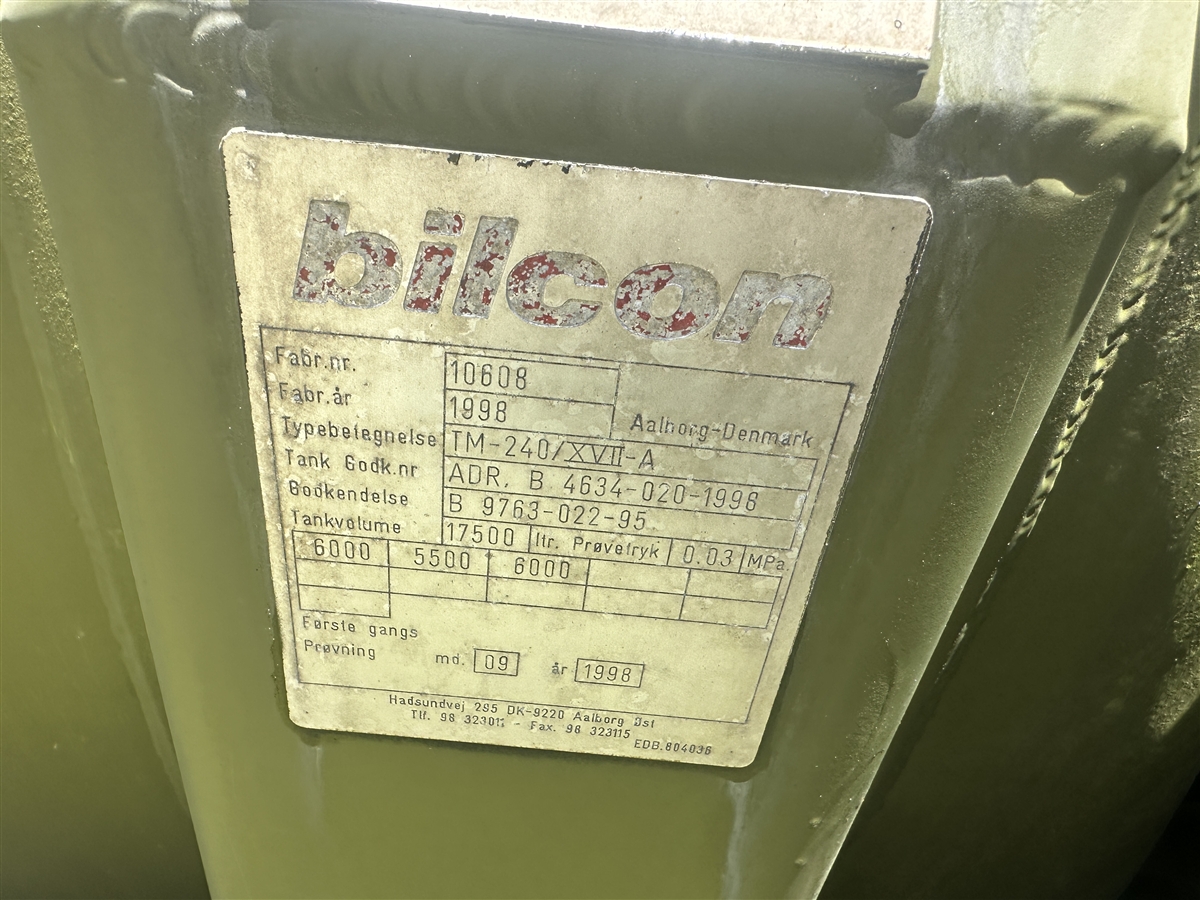 bilcon
Fabr.nr. 10608
Fabr.år 1998 Aalborg-Denmark
Typebetegnelse TM-240/XVII-A
Tank Godk.nr ADR. B 4634-020-1998
Godkendelse B 9763-022-95
Tankvolume 17500 ltr. Prøvetryk 0.03 MPa
6000 5500 6000
Første gangs
Prøvning md. 09 år 1998
Hadsundvej 295 DK-9220 Aalborg Øst
Tlf. 98 323011 - Fax. 98 323115
EDB.804036